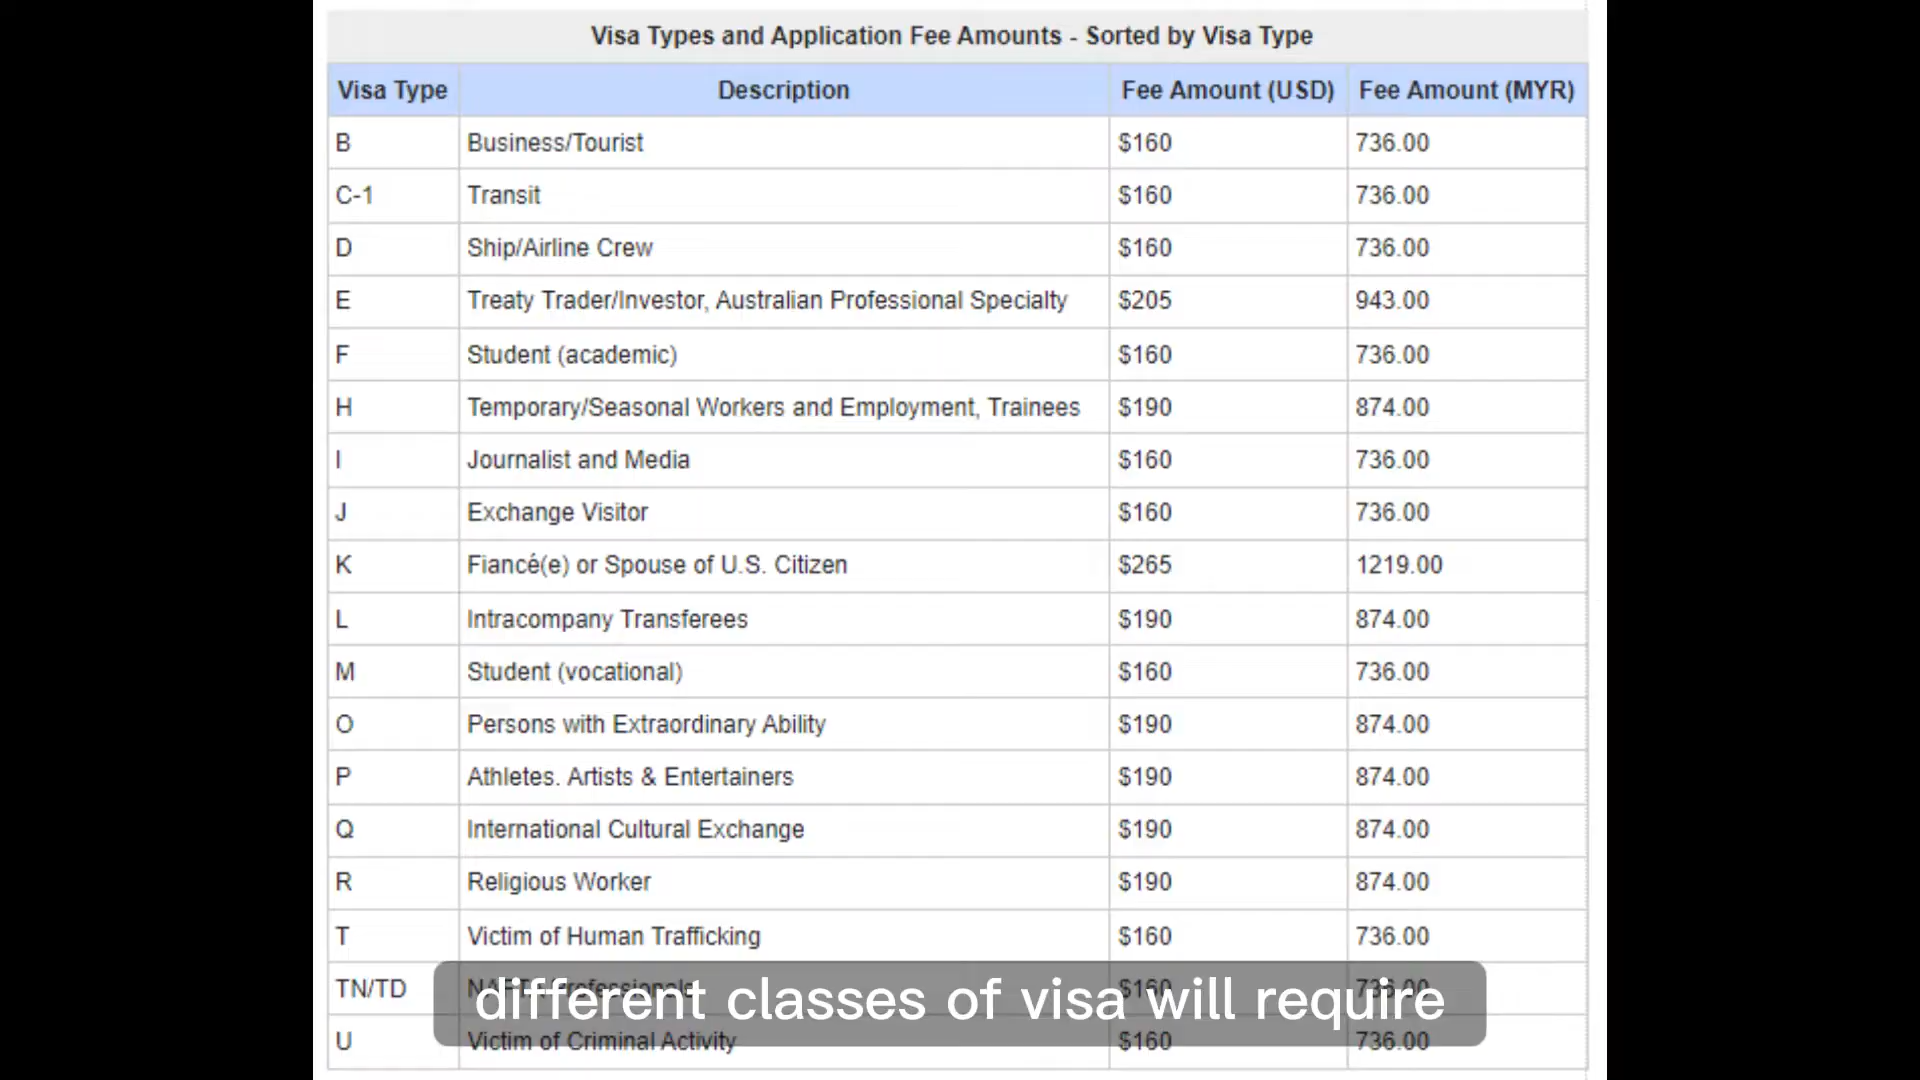 Visa Types and Application Fee Amounts - Sorted by Visa Type
Visa Type Description Fee Amount (USD) Fee Amount (MYR)
B Business/Tourist $160 736.00
C-1 Transit $160 736.00
D Ship/Airline Crew $160 736.00
E Treaty Trader/Investor, Australian Professional Specialty $205 943.00
F Student (academic) $160 736.00
H Temporary/Seasonal Workers and Employment, Trainees $190 874.00
I Journalist and Media $160 736.00
J Exchange Visitor $160 736.00
K Fiancé(e) or Spouse of U.S. Citizen $265 1219.00
L Intracompany Transferees $190 874.00
M Student (vocational) $160 736.00
O Persons with Extraordinary Ability $190 874.00
P Athletes. Artists & Entertainers $190 874.00
Q International Cultural Exchange $190 874.00
R Religious Worker $190 874.00
T Victim of Human Trafficking $160 736.00
TN/TD $160 736.00
different classes of visa will require
U Victim of Criminal Activity $160 736.00